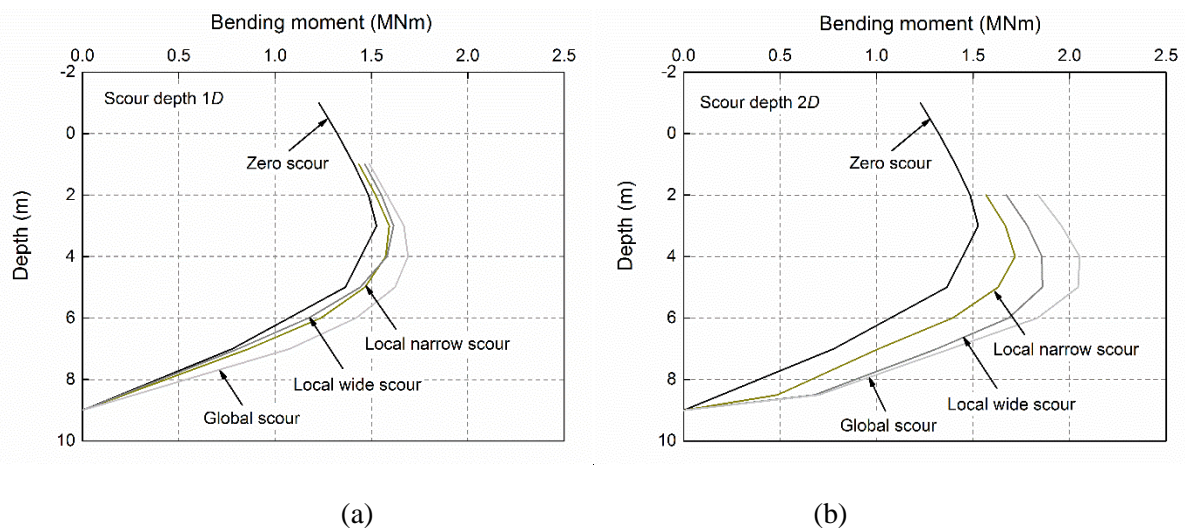 Bending moment (MNm)
0.0 0.5 1.0 1.5 2.0 2.5
-2
0
2
4
6
8
10
Depth (m)
Scour depth 1D
Zero scour
Local narrow scour
Local wide scour
Global scour
(a)
Bending moment (MNm)
0.0 0.5 1.0 1.5 2.0 2.5
-2
0
2
4
6
8
10
Depth (m)
Scour depth 2D
Zero scour
Local narrow scour
Local wide scour
Global scour
(b)